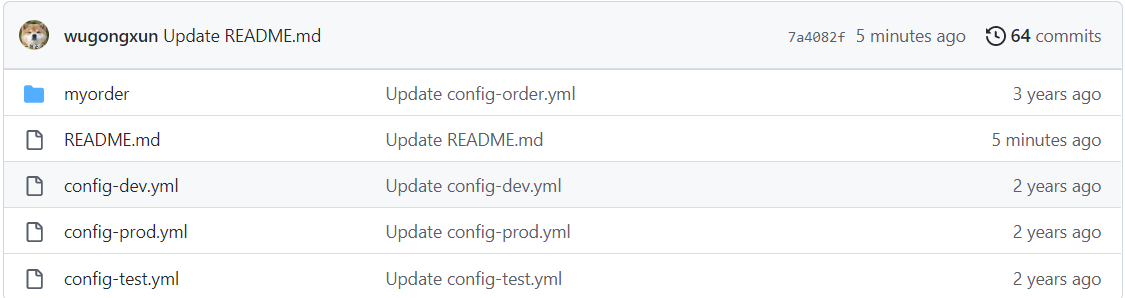 wugongxun Update README.md 7a4082f 5 minutes ago 64 commits
myorder Update config-order.yml 3 years ago
README.md Update README.md 5 minutes ago
config-dev.yml Update config-dev.yml 2 years ago
config-prod.yml Update config-prod.yml 2 years ago
config-test.yml Update config-test.yml 2 years ago